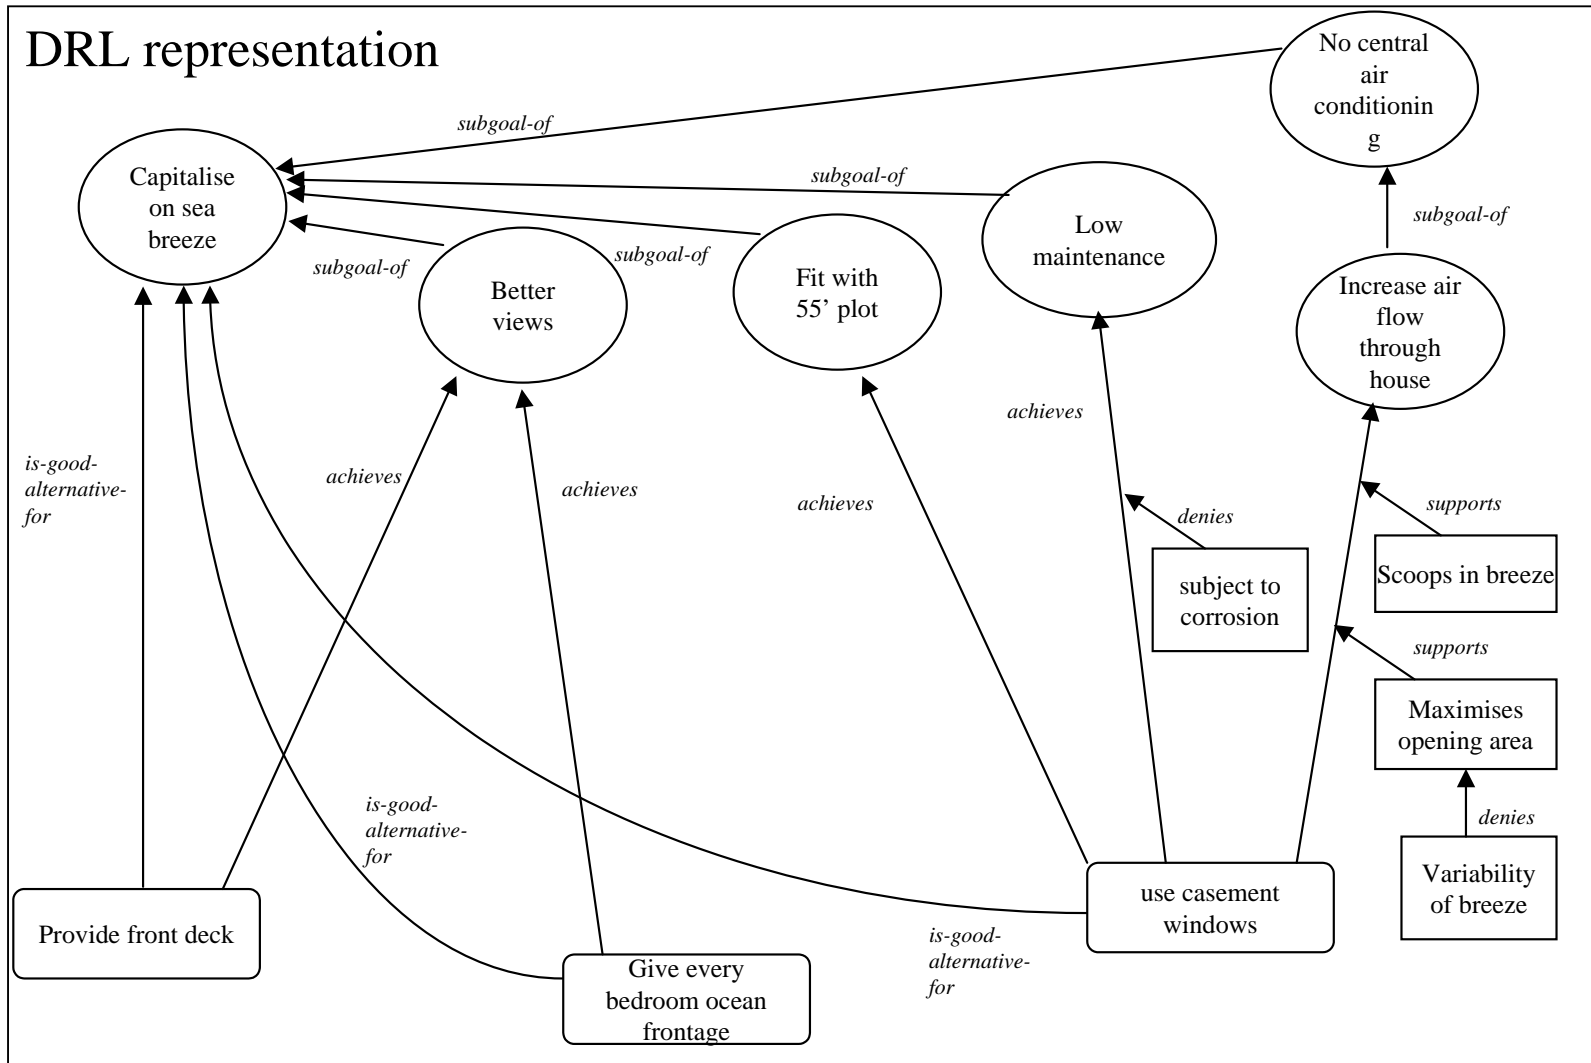 DRL representation
No central
air
conditionin
g
subgoal-of
Capitalise
on sea
breeze
subgoal-of
Low
maintenance
subgoal-of
subgoal-of
subgoal-of
Better
views
Fit with
55’ plot
Increase air
flow
through
house
achieves
is-good-
alternative-
for
achieves
achieves
achieves
denies
supports
subject to
corrosion
Scoops in breeze
supports
Maximises
opening area
is-good-
alternative-
for
denies
Variability
of breeze
use casement
windows
Provide front deck
is-good-
alternative-
for
Give every
bedroom ocean
frontage